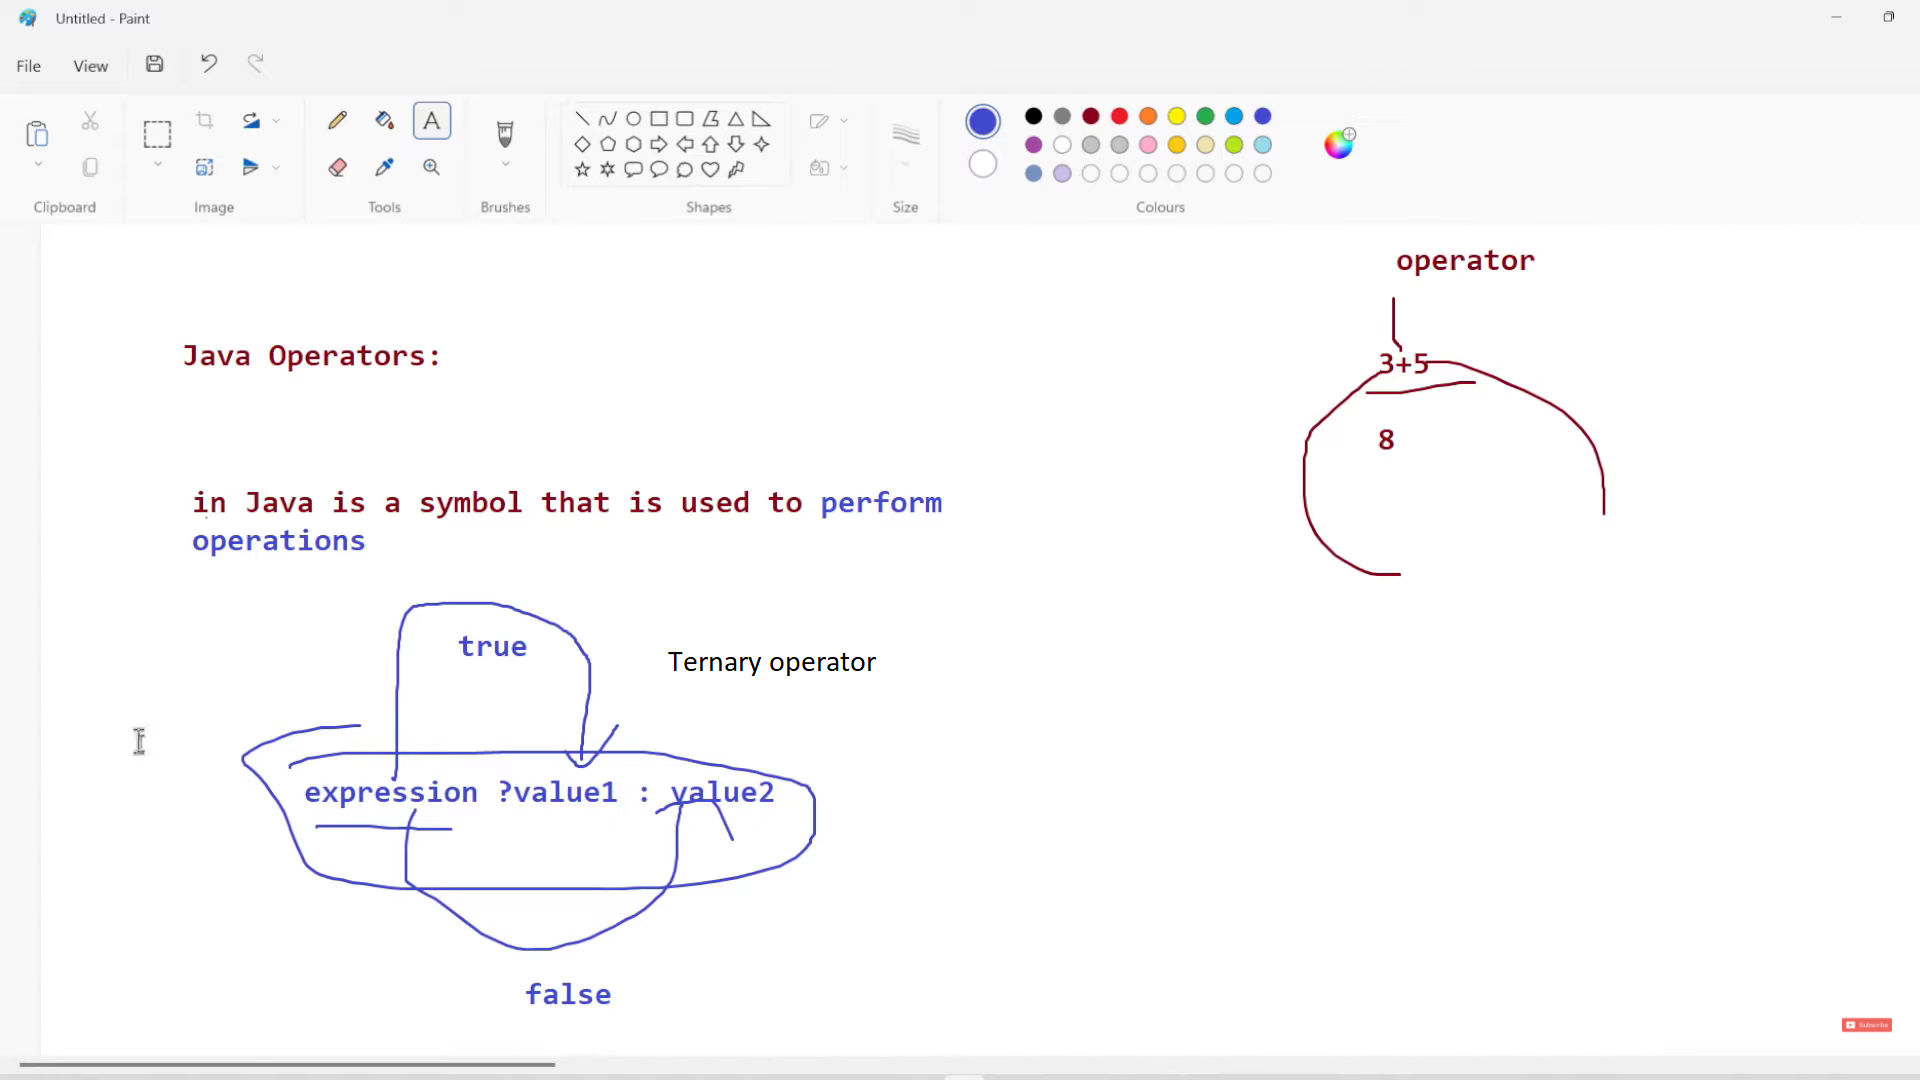 Untitled - Paint
File View
Clipboard
Image
Tools
Brushes
Shapes
Size
Colours
operator
3+5
8
Java Operators:
in Java is a symbol that is used to perform
operations
true
Ternary operator
expression ?value1 : value2
false
Subscribe